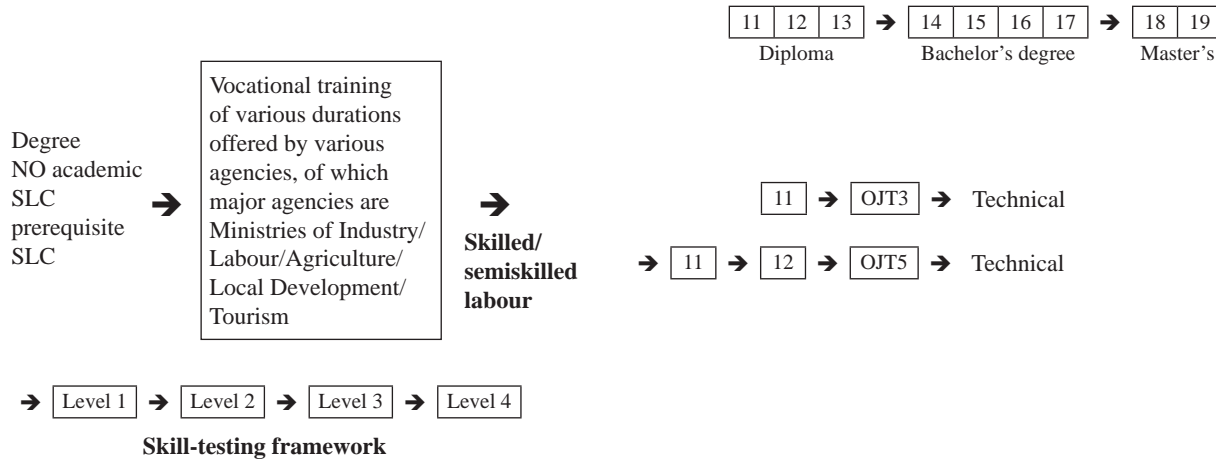 11 12 13 ➔ 14 15 16 17 ➔ 18 19
Diploma Bachelor’s degree Master’s
Degree
NO academic
SLC
prerequisite
SLC
➔
Vocational training
of various durations
offered by various
agencies, of which
major agencies are
Ministries of Industry/
Labour/Agriculture/
Local Development/
Tourism
➔
Skilled/
semiskilled
labour
11 ➔ OJT3 ➔ Technical
➔ 11 ➔ 12 ➔ OJT5 ➔ Technical
➔ Level 1 ➔ Level 2 ➔ Level 3 ➔ Level 4
Skill-testing framework